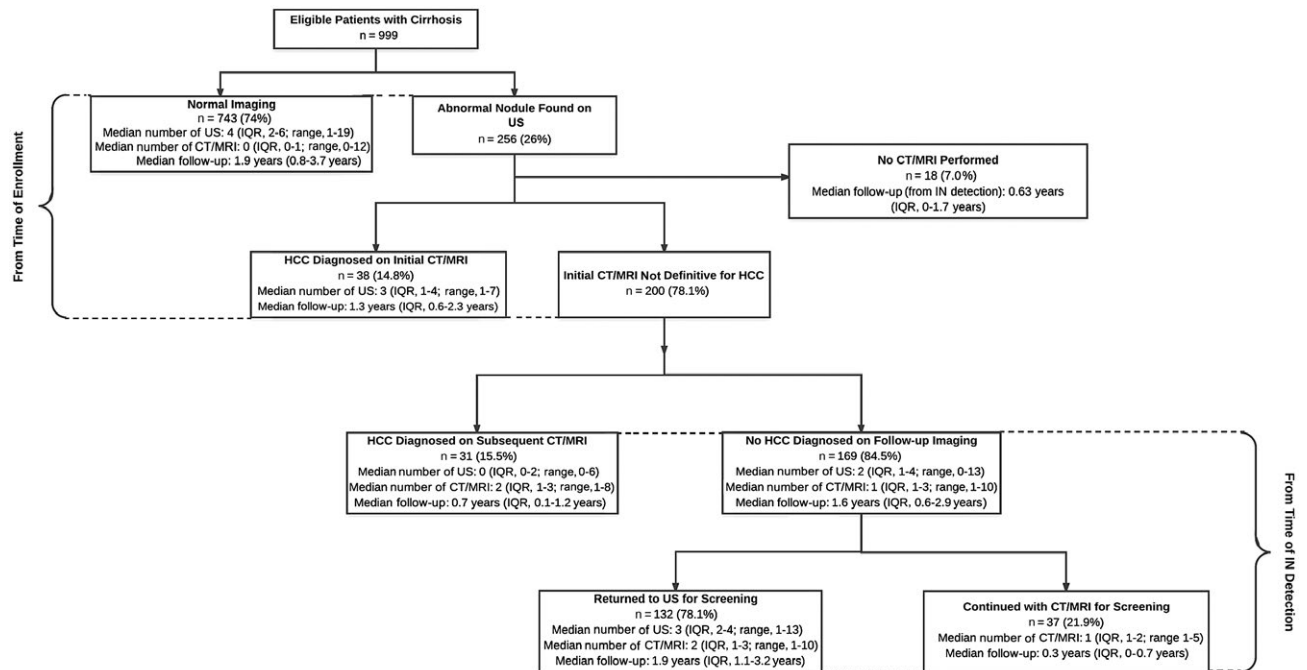 Eligible Patients with Cirrhosis
n = 999
Normal Imaging
n = 743 (74%)
Median number of US: 4 (IQR, 2-6; range, 1-19)
Median number of CT/MRI: 0 (IQR, 0-1; range, 0-12)
Median follow-up: 1.9 years (0.8-3.7 years)
Abnormal Nodule Found on
US
n = 256 (26%)
No CT/MRI Performed
n = 18 (7.0%)
Median follow-up (from IN detection): 0.63 years
(IQR, 0-1.7 years)
From Time of Enrollment
HCC Diagnosed on Initial CT/MRI
n = 38 (14.8%)
Median number of US: 3 (IQR, 1-4; range, 1-7)
Median follow-up: 1.3 years (IQR, 0.6-2.3 years)
Initial CT/MRI Not Definitive for HCC
n = 200 (78.1%)
HCC Diagnosed on Subsequent CT/MRI
n = 31 (15.5%)
Median number of US: 0 (IQR, 0-2; range, 0-6)
Median number of CT/MRI: 2 (IQR, 1-3; range, 1-8)
Median follow-up: 0.7 years (IQR, 0.1-1.2 years)
No HCC Diagnosed on Follow-up Imaging
n = 169 (84.5%)
Median number of US: 2 (IQR, 1-4; range, 0-13)
Median number of CT/MRI: 1 (IQR, 1-3; range, 1-10)
Median follow-up: 1.6 years (IQR, 0.6-2.9 years)
From Time of IN Detection
Returned to US for Screening
n = 132 (78.1%)
Median number of US: 3 (IQR, 2-4; range, 1-13)
Median number of CT/MRI: 2 (IQR, 1-3; range, 1-10)
Median follow-up: 1.9 years (IQR, 1.1-3.2 years)
Continued with CT/MRI for Screening
n = 37 (21.9%)
Median number of CT/MRI: 1 (IQR, 1-2; range 1-5)
Median follow-up: 0.3 years (IQR, 0-0.7 years)